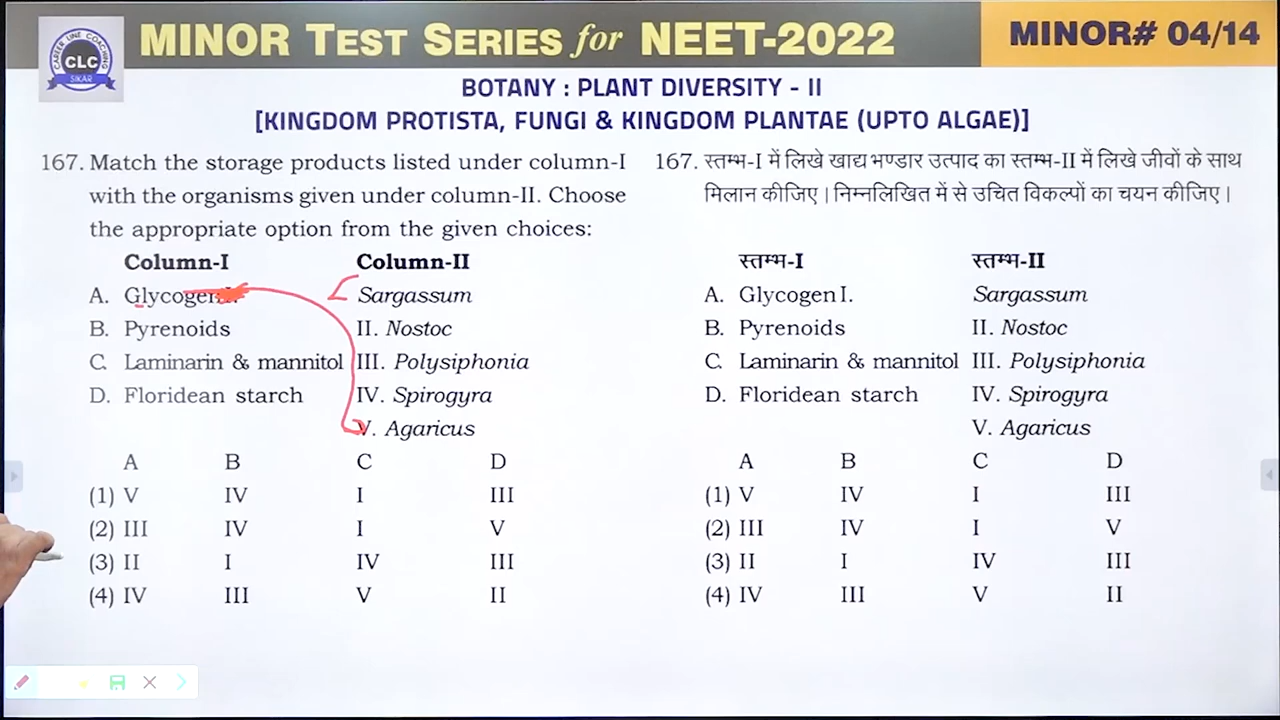 CAREER LINE COACHING
CLC
SIKAR
MINOR TEST SERIES for NEET-2022
MINOR# 04/14
BOTANY : PLANT DIVERSITY - II
[KINGDOM PROTISTA, FUNGI & KINGDOM PLANTAE (UPTO ALGAE)]
167. Match the storage products listed under column-I
with the organisms given under column-II. Choose
the appropriate option from the given choices:
Column-I Column-II
A. Glycogen I. Sargassum
B. Pyrenoids II. Nostoc
C. Laminarin & mannitol III. Polysiphonia
D. Floridean starch IV. Spirogyra
V. Agaricus
A B C D
(1) V IV I III
(2) III IV I V
(3) II I IV III
(4) IV III V II
167. स्तम्भ-I में लिखे खाद्य भण्डार उत्पाद का स्तम्भ-II में लिखे जीवों के साथ
मिलान कीजिए। निम्नलिखित में से उचित विकल्पों का चयन कीजिए।
स्तम्भ-I स्तम्भ-II
A. Glycogen I. Sargassum
B. Pyrenoids II. Nostoc
C. Laminarin & mannitol III. Polysiphonia
D. Floridean starch IV. Spirogyra
V. Agaricus
A B C D
(1) V IV I III
(2) III IV I V
(3) II I IV III
(4) IV III V II